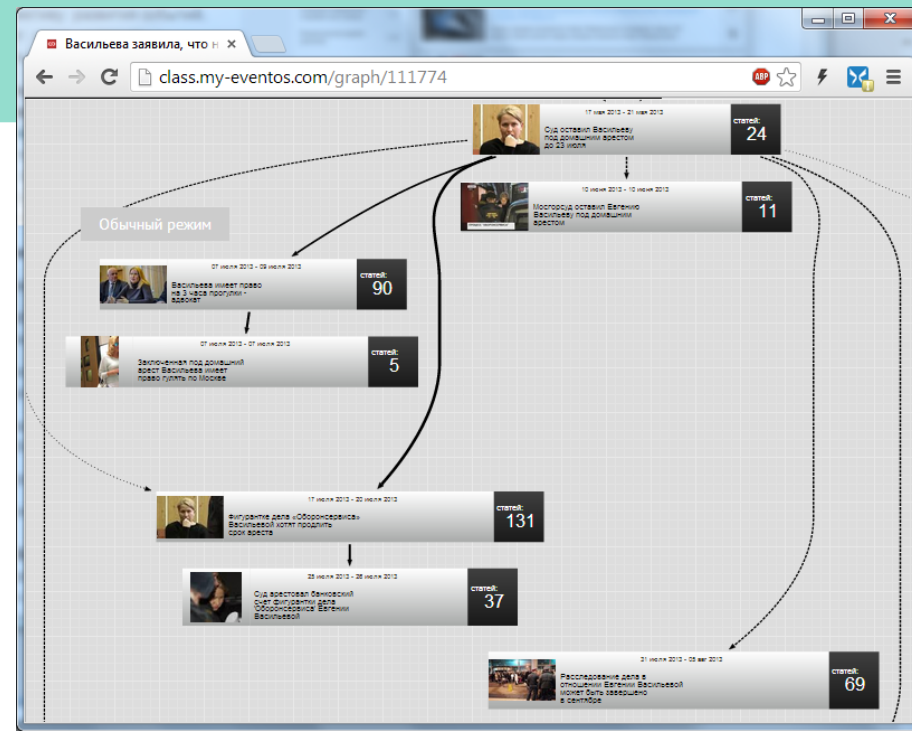 Васильева заявила, что н
class.my-eventos.com/graph/111774
ABP
17 мая 2013 - 21 мая 2013
Суд оставил Васильеву
под домашним арестом
до 23 июля
статей:
24
10 июня 2013 - 10 июня 2013
Мосгорсуд оставил Евгению
Васильеву под домашним
арестом
статей:
11
Обычный режим
07 июля 2013 - 09 июля 2013
Васильева имеет право
на 3 часа прогулки -
адвокат
статей:
90
07 июля 2013 - 07 июля 2013
Заключенная под домашний
арест Васильева имеет
право гулять по Москве
статей:
5
17 июля 2013 - 20 июля 2013
Фигурантке дела «Оборонсервиса»
Васильевой хотят продлить
срок ареста
статей:
131
25 июля 2013 - 26 июля 2013
Суд арестовал банковский
счет фигурантки дела
'Оборонсервиса' Евгении
Васильевой
статей:
37
31 июля 2013 - 05 авг 2013
Расследование дела в
отношении Евгении Васильевой
может быть завершено
в сентябре
статей:
69